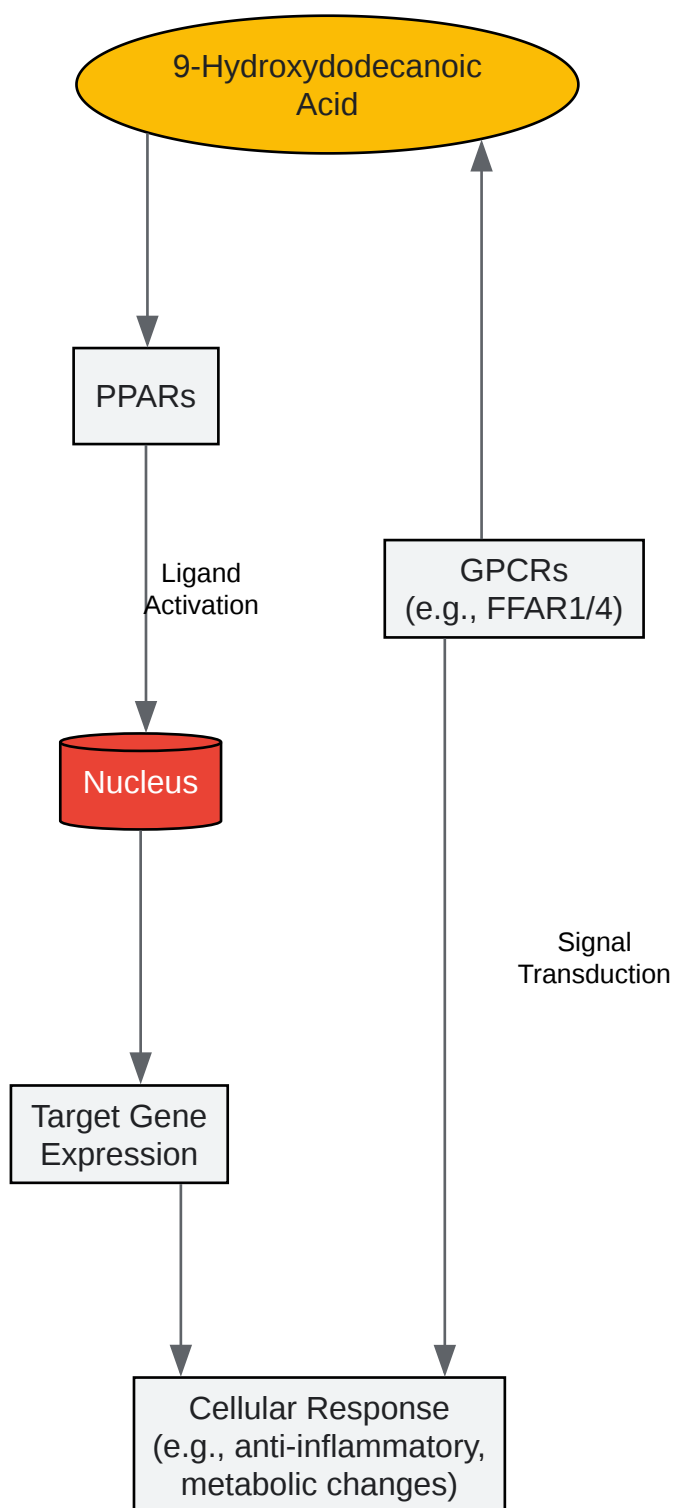 9-Hydroxydodecanoic
Acid
PPARs
Ligand
Activation
GPCRs
(e.g., FFAR1/4)
Nucleus
Signal
Transduction
Target Gene
Expression
Cellular Response
(e.g., anti-inflammatory,
metabolic changes)